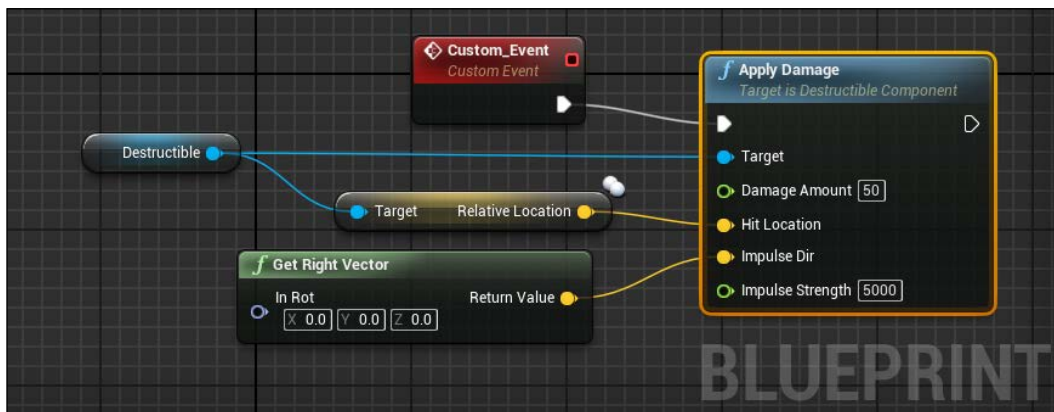 Custom_Event
Custom Event
Apply Damage
Target is Destructible Component
Destructible
Target
Damage Amount 50
Target Relative Location
Hit Location
Get Right Vector
Impulse Dir
In Rot Return Value
X 0.0 Y 0.0 Z 0.0
Impulse Strength 5000
BLUEPRINT